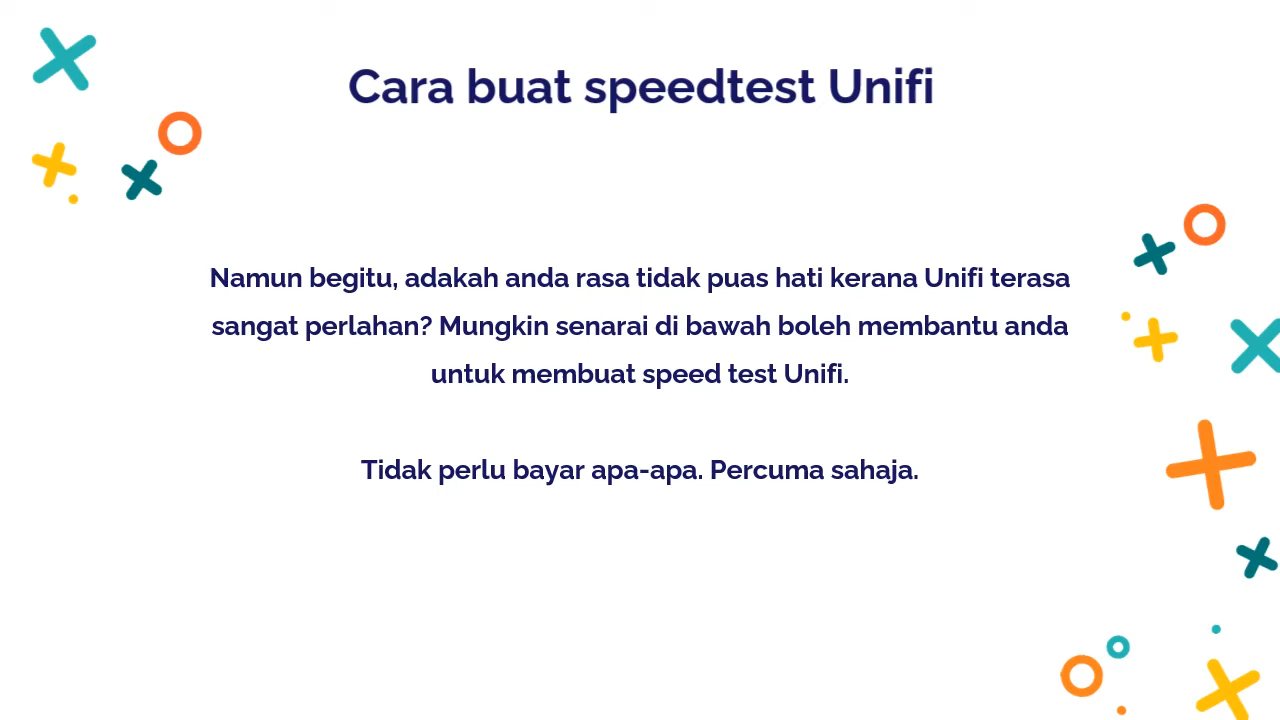 Cara buat speedtest Unifi
Namun begitu, adakah anda rasa tidak puas hati kerana Unifi terasa
sangat perlahan? Mungkin senarai di bawah boleh membantu anda
untuk membuat speed test Unifi.
Tidak perlu bayar apa-apa. Percuma sahaja.